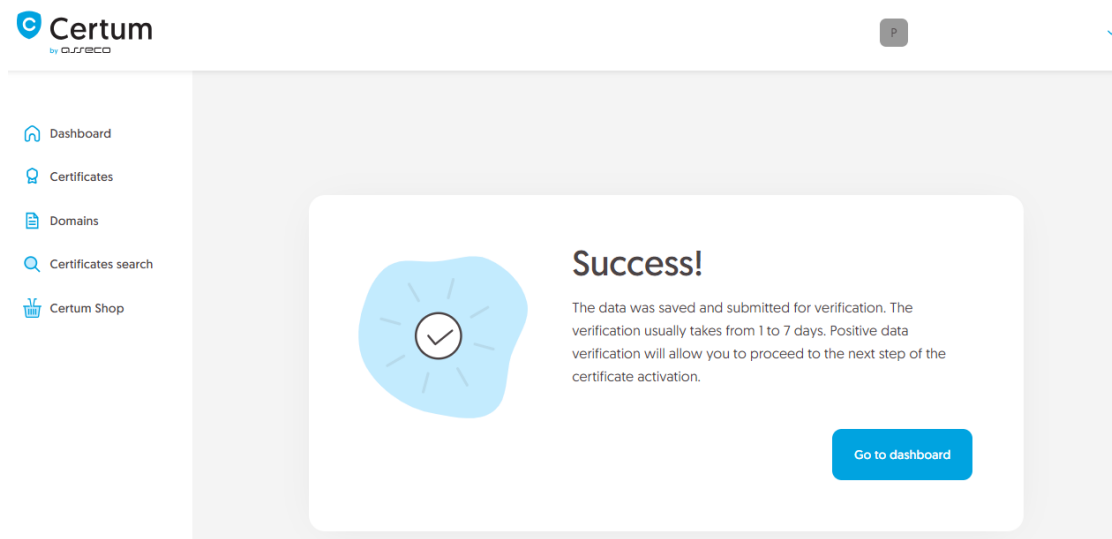 Certum
by asseco
P
Dashboard
Certificates
Domains
Certificates search
Certum Shop
Success!
The data was saved and submitted for verification. The
verification usually takes from 1 to 7 days. Positive data
verification will allow you to proceed to the next step of the
certificate activation.
Go to dashboard